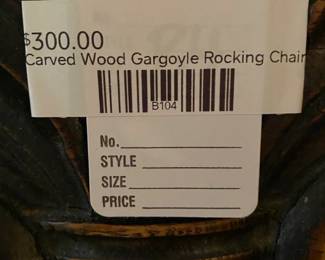 $300.00
Carved Wood Gargoyle Rocking Chair
B104
No.
STYLE
SIZE
PRICE